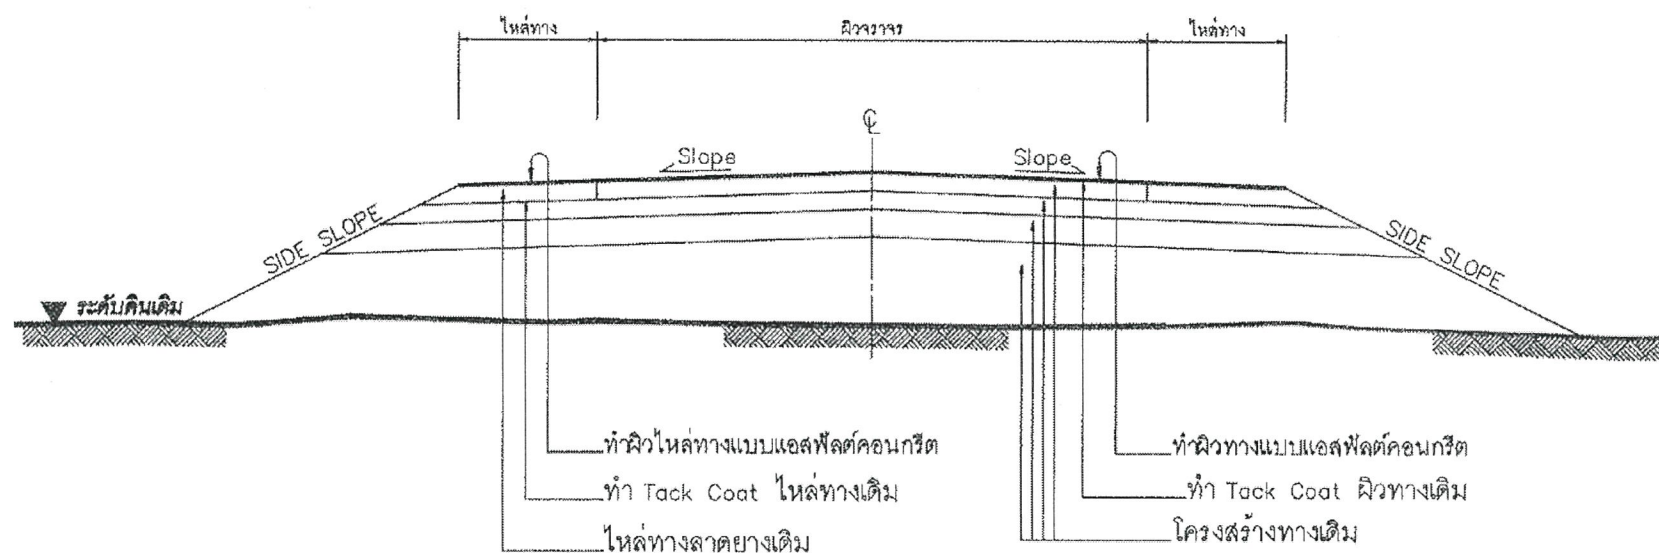 ไหล่ทาง ผิวจราจร ไหล่ทาง
℄
Slope Slope
SIDE SLOPE SIDE SLOPE
ระดับดินเดิม
ทำผิวไหล่ทางแบบแอสฟัลต์คอนกรีต ทำผิวทางแบบแอสฟัลต์คอนกรีต
ทำ Tack Coat ไหล่ทางเดิม ทำ Tack Coat ผิวทางเดิม
ไหล่ทางลาดยางเดิม โครงสร้างทางเดิม